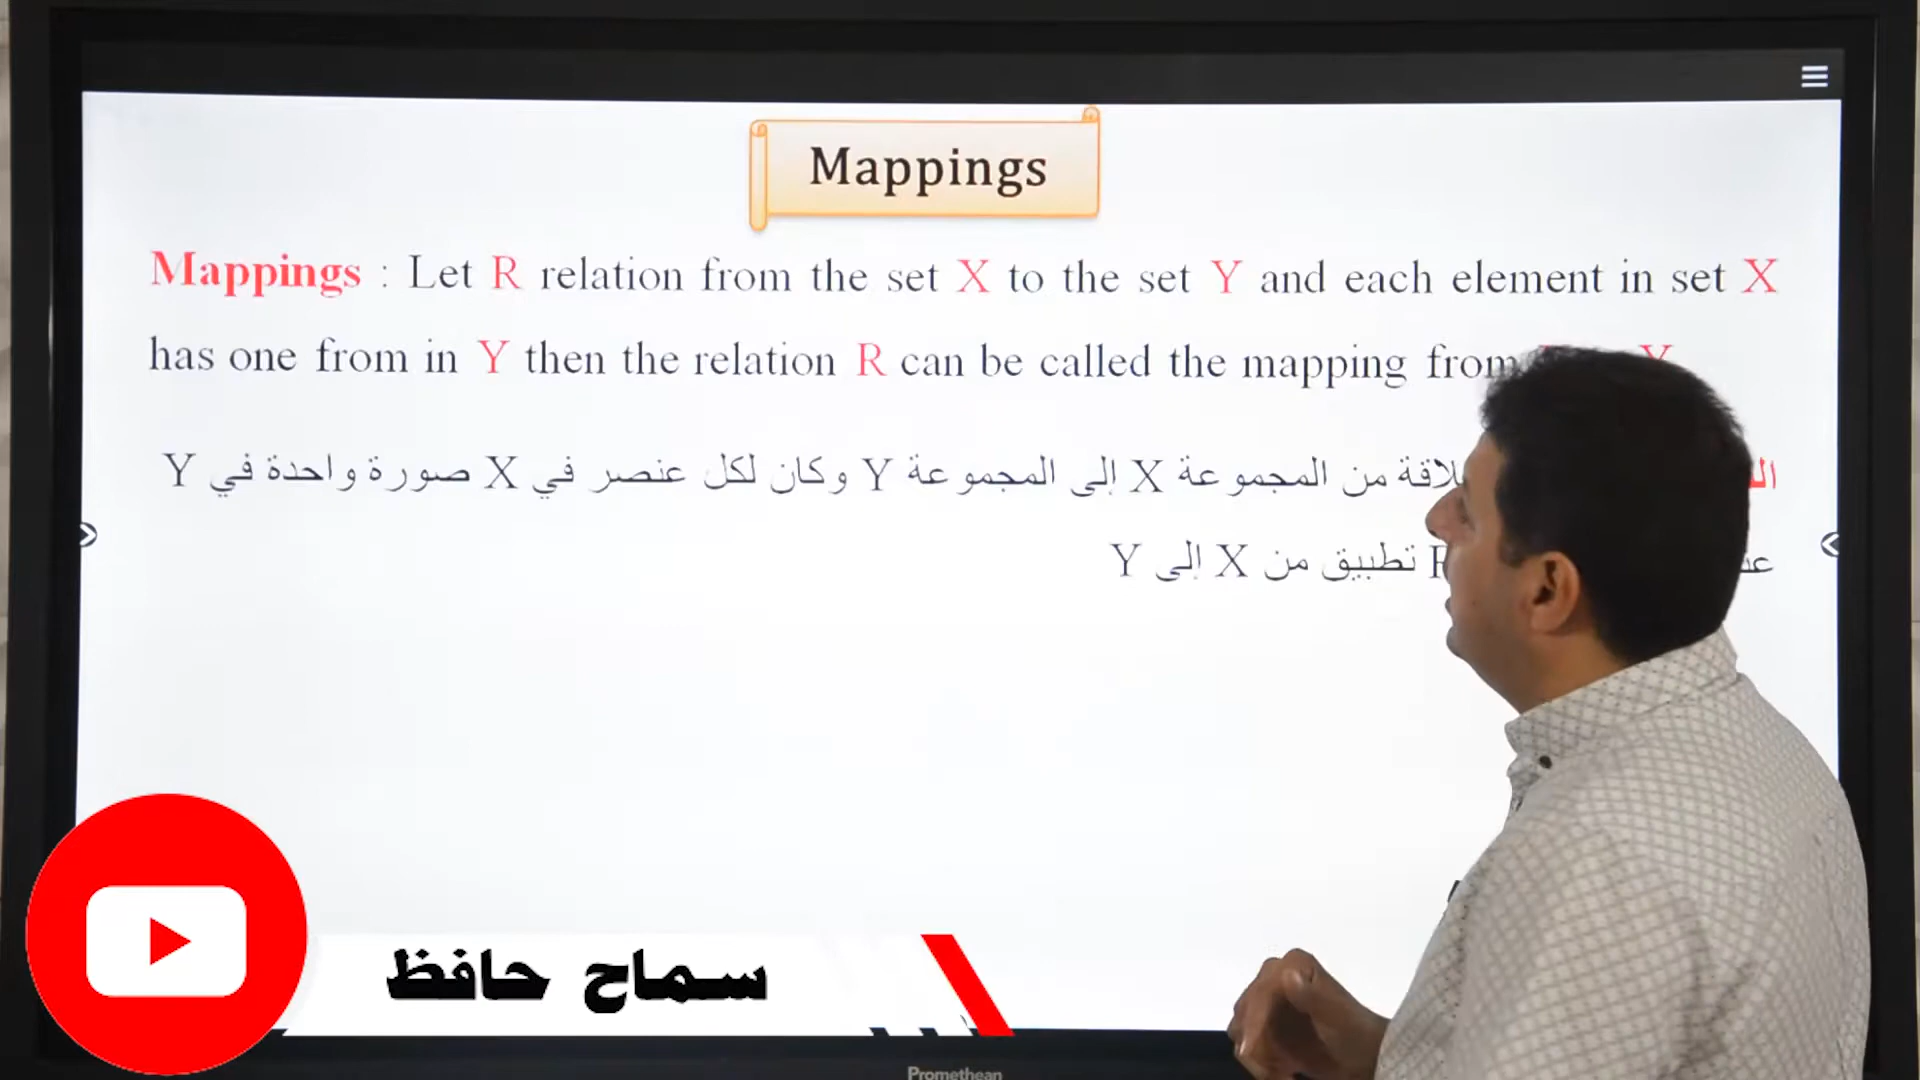 Mappings
Mappings : Let R relation from the set X to the set Y and each element in set X
has one from in Y then the relation R can be called the mapping from
من المجموعة X إلى المجموعة Y وكان لكل عنصر في X صورة واحدة في Y
تطبيق من X إلى Y
سماح حافظ
Promethean